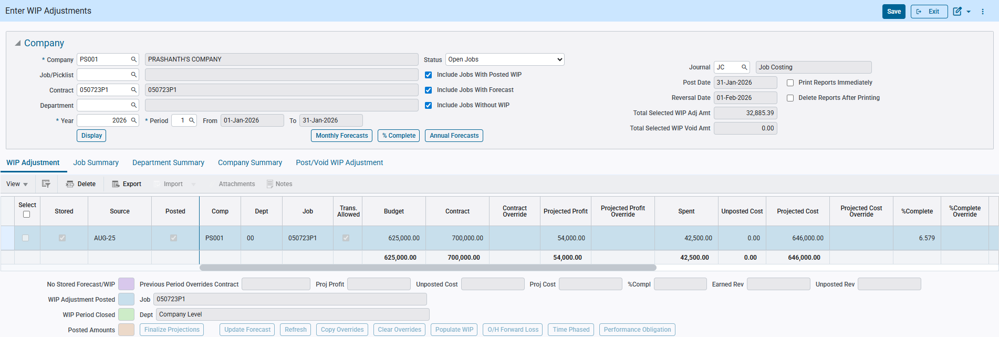 Enter WIP Adjustments
Save Exit
Company
* Company PS001 PRASHANTH'S COMPANY Status Open Jobs
Journal JC Job Costing
Job/Picklist Include Jobs With Posted WIP
Post Date 31-Jan-2026 Print Reports Immediately
Contract 050723P1 050723P1 Include Jobs With Forecast
Reversal Date 01-Feb-2026 Delete Reports After Printing
Department Include Jobs Without WIP
Total Selected WIP Adj Amt 32,885.39
* Year 2026 * Period 1 From 01-Jan-2026 To 31-Jan-2026
Total Selected WIP Void Amt 0.00
Display Monthly Forecasts % Complete Annual Forecasts
WIP Adjustment Job Summary Department Summary Company Summary Post/Void WIP Adjustment
View Delete Export Import Attachments Notes
Select Stored Source Posted Comp Dept Job Trans. Allowed Budget Contract Contract Override Projected Profit Projected Profit Override Spent Unposted Cost Projected Cost Projected Cost Override %Complete %Complete Override
AUG-25 PS001 00 050723P1 625,000.00 700,000.00 54,000.00 42,500.00 0.00 646,000.00 6.579
625,000.00 700,000.00 54,000.00 42,500.00 0.00 646,000.00
No Stored Forecast/WIP Previous Period Overrides Contract Proj Profit Unposted Cost Proj Cost %Compl Earned Rev Unposted Rev
WIP Adjustment Posted Job 050723P1
WIP Period Closed Dept Company Level
Posted Amounts Finalize Projections Update Forecast Refresh Copy Overrides Clear Overrides Populate WIP O/H Forward Loss Time Phased Performance Obligation